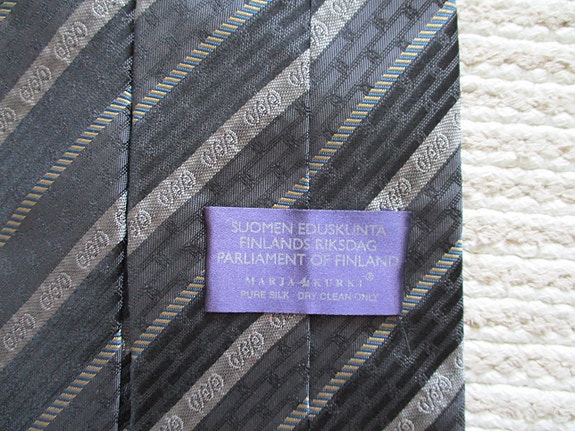 SUOMEN EDUSKUNTA
FINLANDS RIKSDAG
PARLIAMENT OF FINLAND
MARJA KURKI ®
PURE SILK DRY CLEAN ONLY